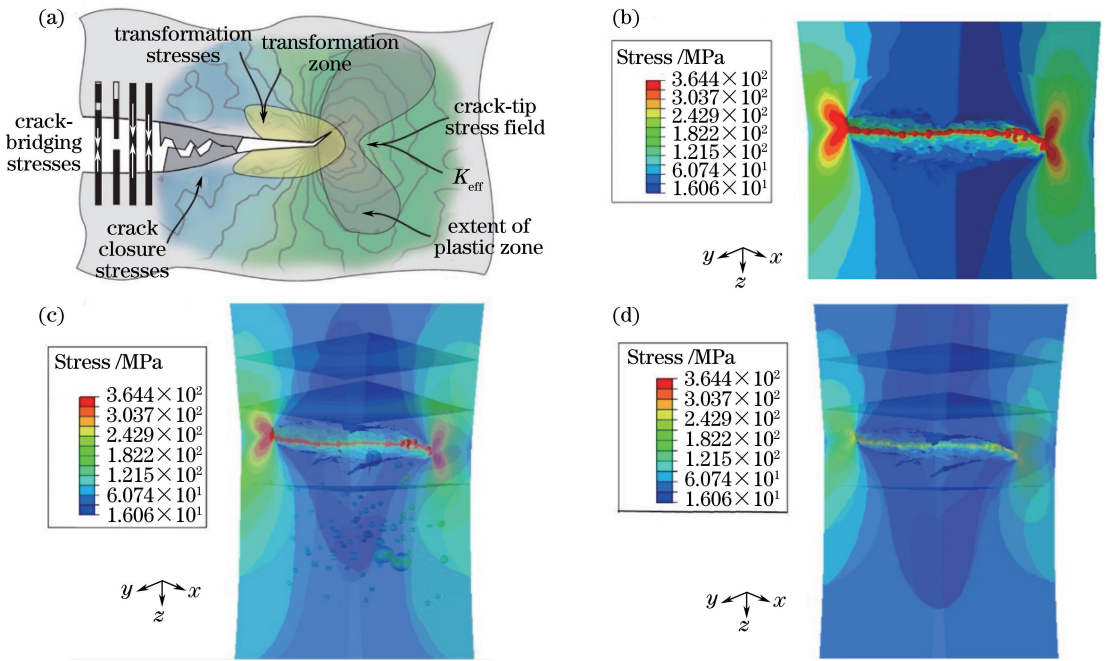 (a)
transformation
stresses
transformation
zone
crack-
bridging
stresses
crack-tip
stress field
K_eff
crack
closure
stresses
extent of
plastic zone
(b)
Stress /MPa
3.644×10²
3.037×10²
2.429×10²
1.822×10²
1.215×10²
6.074×10¹
1.606×10¹
y
x
z
(c)
Stress /MPa
3.644×10²
3.037×10²
2.429×10²
1.822×10²
1.215×10²
6.074×10¹
1.606×10¹
y
x
z
(d)
Stress /MPa
3.644×10²
3.037×10²
2.429×10²
1.822×10²
1.215×10²
6.074×10¹
1.606×10¹
y
x
z